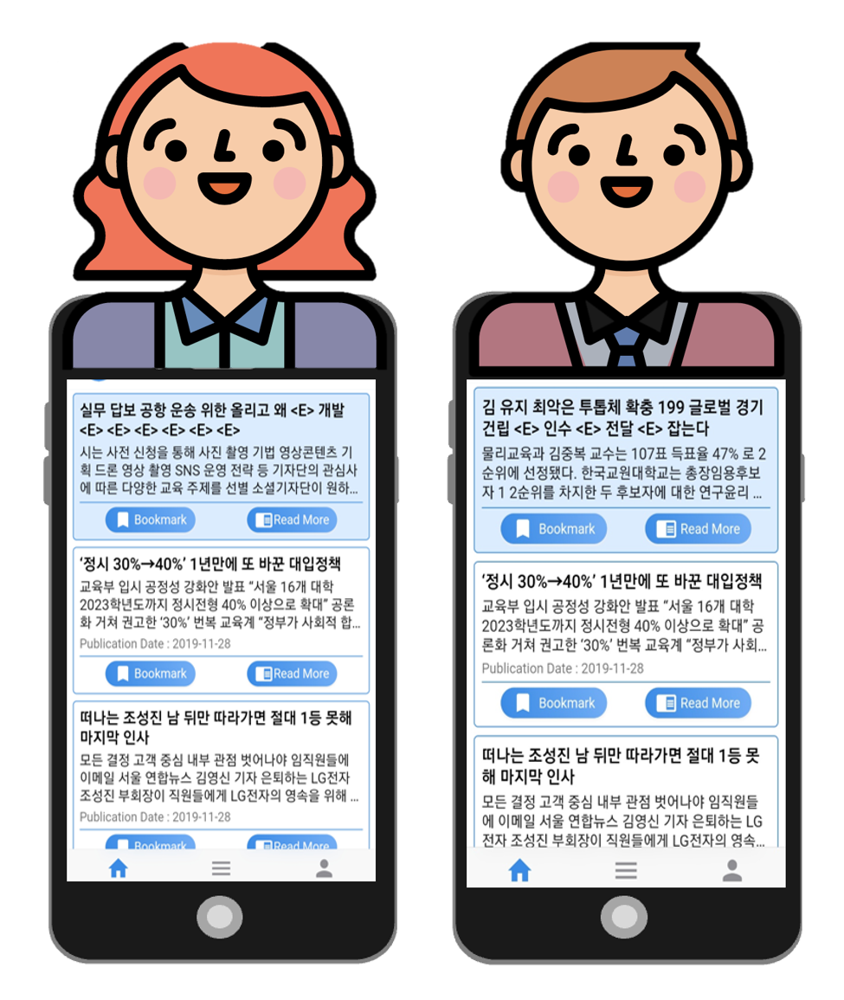 실무 답보 공항 운송 위한 올리고 왜 <E> 개발
<E> <E> <E> <E> <E> <E>
시는 사전 신청을 통해 사진 촬영 기법 영상콘텐츠 기
획 드론 영상 촬영 SNS 운영 전략 등 기자단의 관심사
에 따른 다양한 교육 주제를 선별 소셜기자단이 원하...
Bookmark
Read More
‘정시 30%→40%’ 1년만에 또 바꾼 대입정책
교육부 입시 공정성 강화안 발표 “서울 16개 대학
2023학년도까지 정시전형 40% 이상으로 확대” 공론
화 거쳐 권고한 ‘30%’ 번복 교육계 “정부가 사회적 합...
Publication Date : 2019-11-28
Bookmark
Read More
떠나는 조성진 남 뒤만 따라가면 절대 1등 못해
마지막 인사
모든 결정 고객 중심 내부 관점 벗어나야 임직원들에
이메일 서울 연합뉴스 김영신 기자 은퇴하는 LG전자
조성진 부회장이 직원들에게 LG전자의 영속을 위해 ...
Publication Date : 2019-11-28
Bookmark
Read More
김 유지 최악은 투톱체 확충 199 글로벌 경기
건립 <E> 인수 <E> 전달 <E> 잡는다
물리교육과 김중복 교수는 107표 득표율 47% 로 2
순위에 선정됐다. 한국교원대학교는 총장임용후보
자 1 2순위를 차지한 두 후보자에 대한 연구윤리 ...
Bookmark
Read More
‘정시 30%→40%’ 1년만에 또 바꾼 대입정책
교육부 입시 공정성 강화안 발표 “서울 16개 대학
2023학년도까지 정시전형 40% 이상으로 확대” 공
론화 거쳐 권고한 ‘30%’ 번복 교육계 “정부가 사회...
Publication Date : 2019-11-28
Bookmark
Read More
떠나는 조성진 남 뒤만 따라가면 절대 1등 못
해 마지막 인사
모든 결정 고객 중심 내부 관점 벗어나야 임직원들
에 이메일 서울 연합뉴스 김영신 기자 은퇴하는 LG
전자 조성진 부회장이 직원들에게 LG전자의 영속...